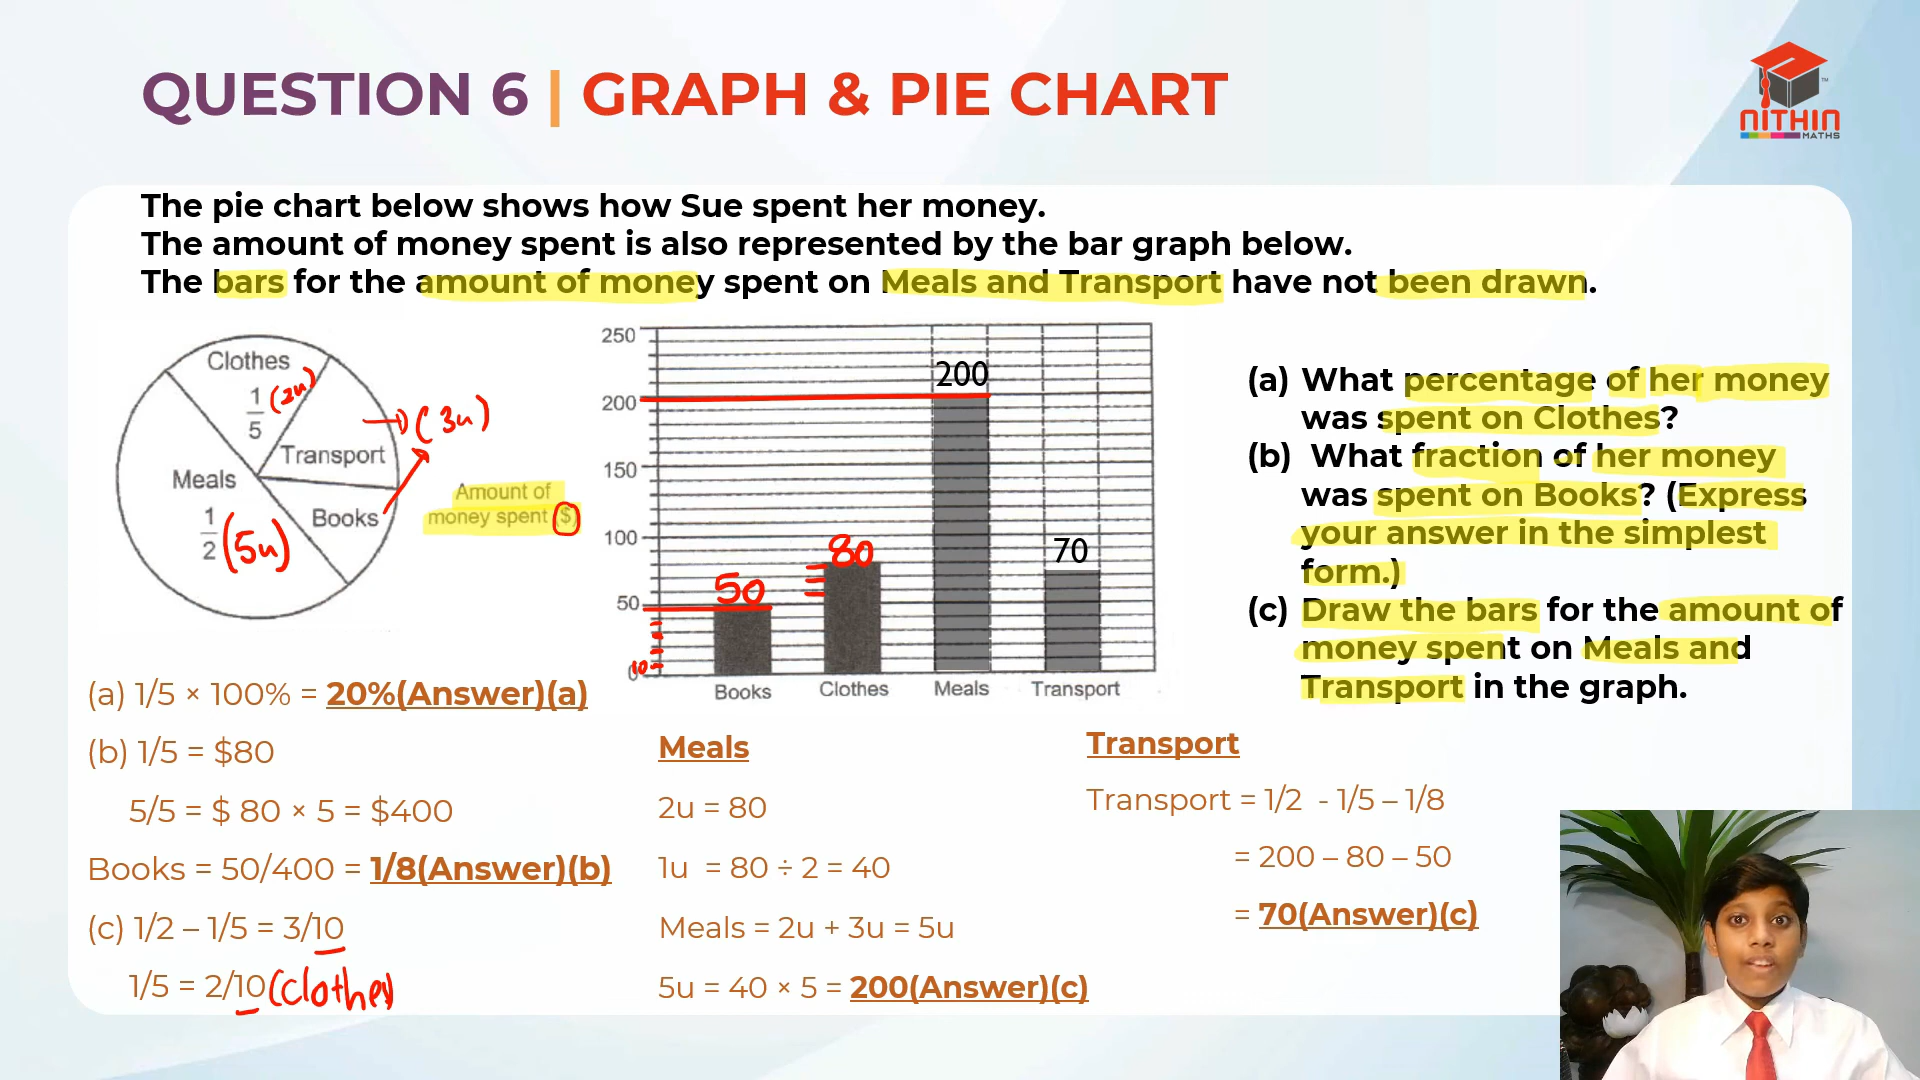 QUESTION 6 | GRAPH & PIE CHART
NITHIN
MATHS
TM
The pie chart below shows how Sue spent her money.
The amount of money spent is also represented by the bar graph below.
The bars for the amount of money spent on Meals and Transport have not been drawn.
Clothes
1/5 (2u)
(3u)
Transport
Meals
1/2 (5u)
Books
Amount of
money spent ($)
250
200
150
100
50
10
0
50
80
200
70
Books Clothes Meals Transport
(a) What percentage of her money
was spent on Clothes?
(b) What fraction of her money
was spent on Books? (Express
your answer in the simplest
form.)
(c) Draw the bars for the amount of
money spent on Meals and
Transport in the graph.
(a) 1/5 × 100% = 20%(Answer)(a)
(b) 1/5 = $80
5/5 = $ 80 × 5 = $400
Books = 50/400 = 1/8(Answer)(b)
(c) 1/2 – 1/5 = 3/10
1/5 = 2/10 (Clothes)
Meals
2u = 80
1u = 80 ÷ 2 = 40
Meals = 2u + 3u = 5u
5u = 40 × 5 = 200(Answer)(c)
Transport
Transport = 1/2 - 1/5 – 1/8
= 200 – 80 – 50
= 70(Answer)(c)